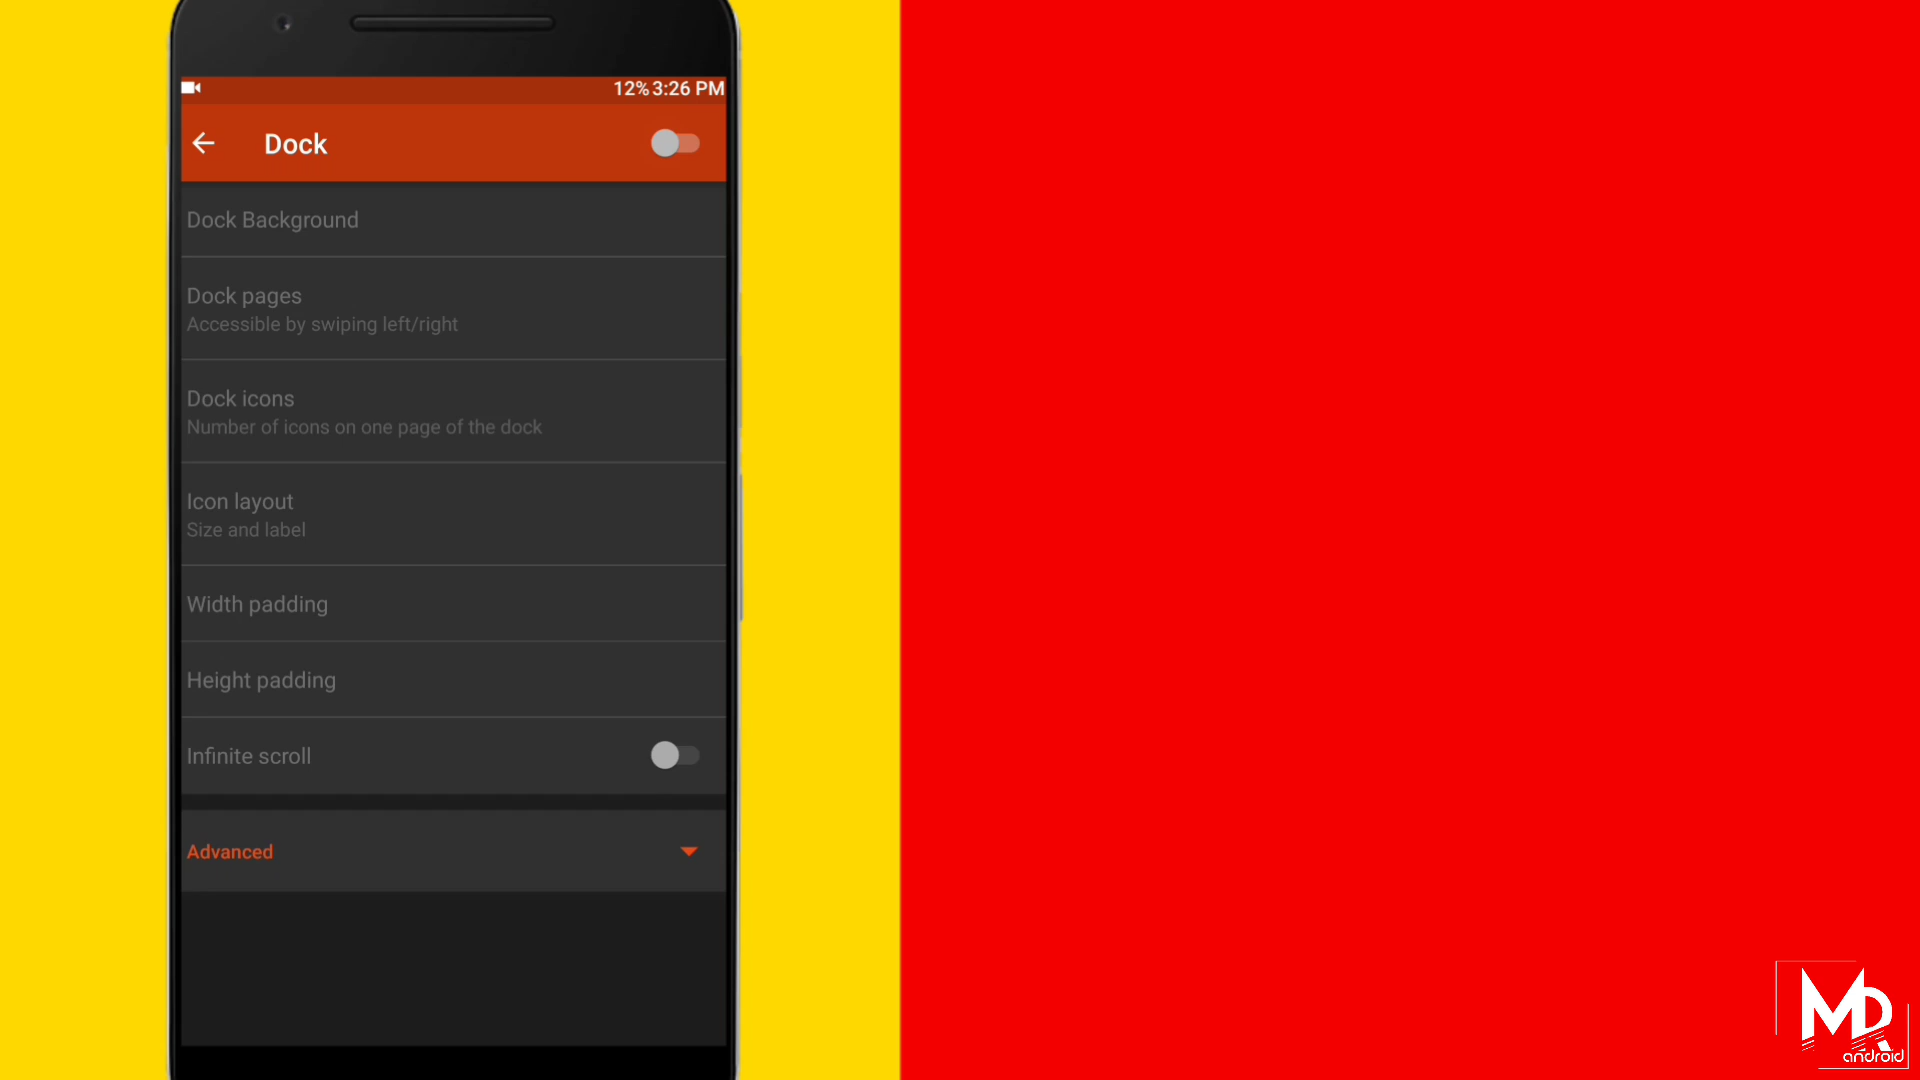 12% 3:26 PM
Dock
Dock Background
Dock pages
Accessible by swiping left/right
Dock icons
Number of icons on one page of the dock
Icon layout
Size and label
Width padding
Height padding
Infinite scroll
Advanced
MR
android